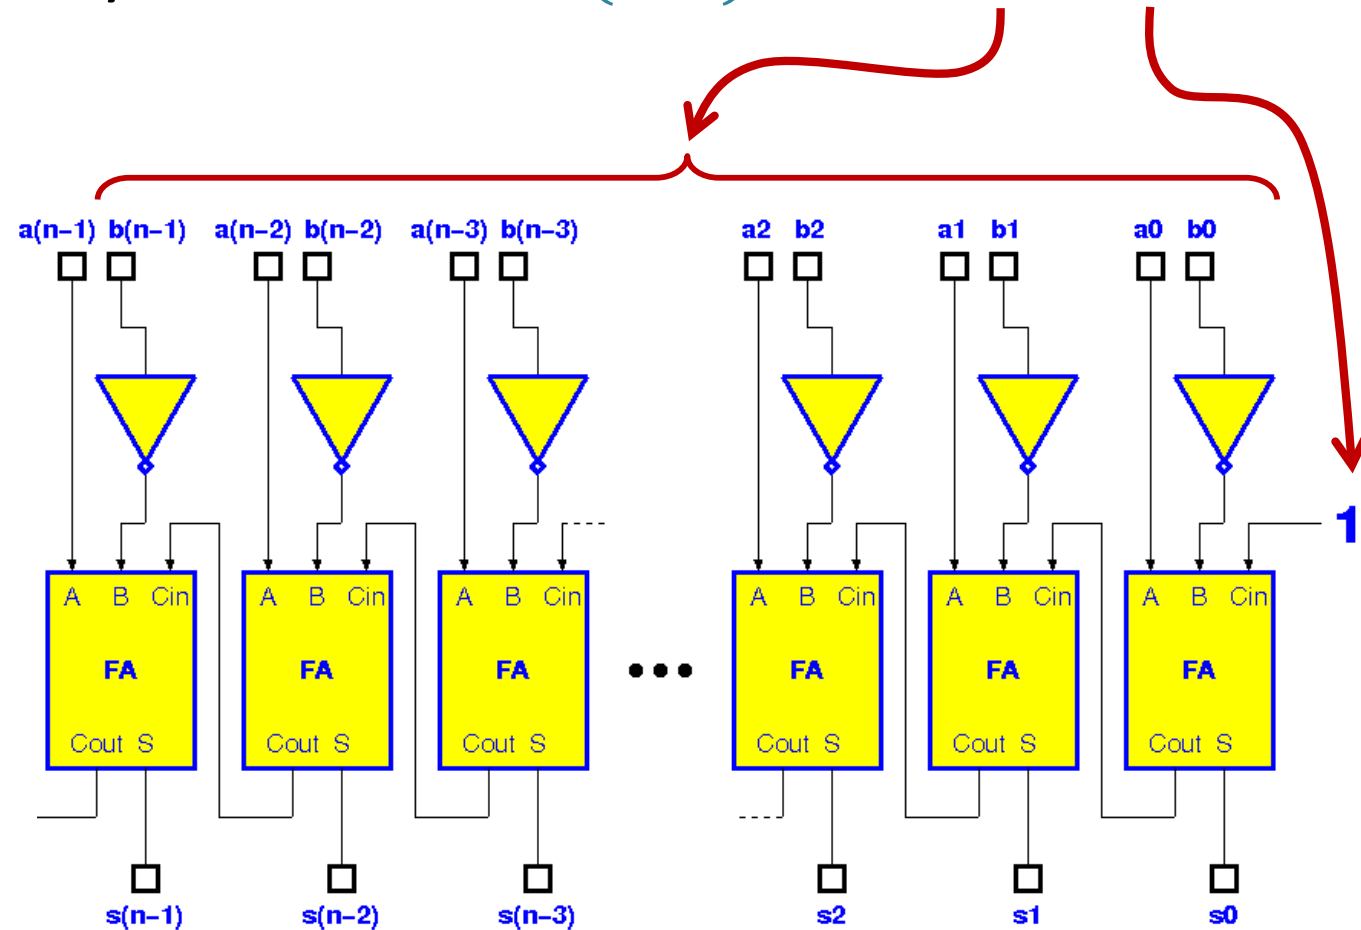 a(n−1) b(n−1) a(n−2) b(n−2) a(n−3) b(n−3) a2 b2 a1 b1 a0 b0
1
A B Cin A B Cin A B Cin A B Cin A B Cin A B Cin
FA FA FA ••• FA FA FA
Cout S Cout S Cout S Cout S Cout S Cout S
s(n−1) s(n−2) s(n−3) s2 s1 s0